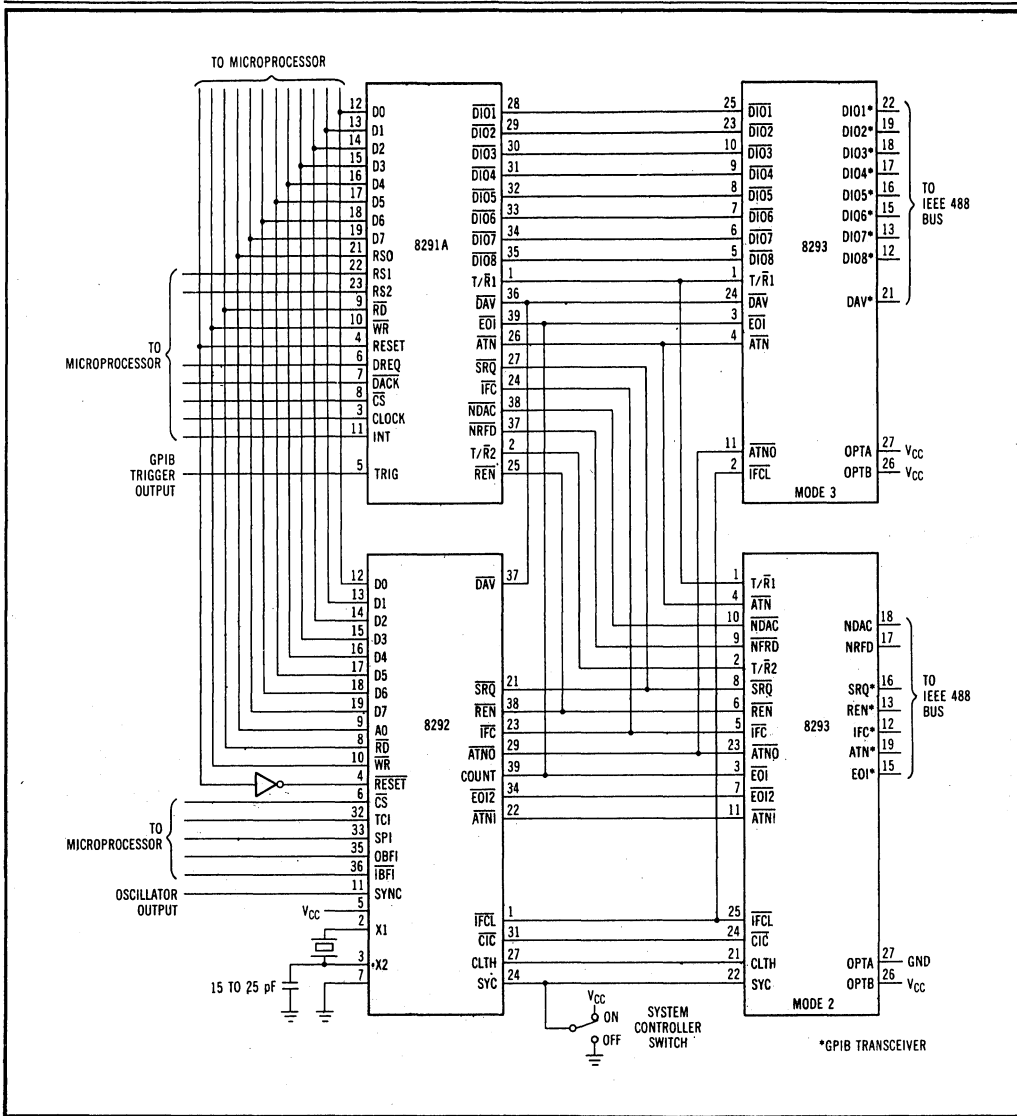 TO MICROPROCESSOR
12 D0
13 D1
14 D2
15 D3
16 D4
17 D5
18 D6
19 D7
21 RS0
22 RS1
23 RS2
9 RD
10 WR
4 RESET
6 DREQ
7 DACK
8 CS
3 CLOCK
11 INT
5 TRIG
TO
MICROPROCESSOR
GPIB
TRIGGER
OUTPUT
8291A
DIO1 28
DIO2 29
DIO3 30
DIO4 31
DIO5 32
DIO6 33
DIO7 34
DIO8 35
T/R1 1
DAV 36
EOI 39
ATN 26
SRQ 27
IFC 24
NDAC 38
NRFD 37
T/R2 2
REN 25
25 DIO1
23 DIO2
10 DIO3
9 DIO4
8 DIO5
7 DIO6
6 DIO7
5 DIO8
1 T/R1
24 DAV
3 EOI
4 ATN
11 ATNO
2 IFCL
8293
MODE 3
DIO1* 22
DIO2* 19
DIO3* 18
DIO4* 17
DIO5* 16
DIO6* 15
DIO7* 13
DIO8* 12
DAV* 21
OPTA 27 VCC
OPTB 26 VCC
TO
IEEE 488
BUS
12 D0
13 D1
14 D2
15 D3
16 D4
17 D5
18 D6
19 D7
9 A0
8 RD
10 WR
4 RESET
6 CS
32 TCI
33 SPI
35 OBFI
36 IBFI
11 SYNC
VCC 5
2 X1
3 X2
7
TO
MICROPROCESSOR
OSCILLATOR
OUTPUT
15 TO 25 pF
8292
DAV 37
SRQ 21
REN 38
IFC 23
ATNO 29
COUNT 39
EOI2 34
ATNI 22
IFCL 1
CIC 31
CLTH 27
SYC 24
VCC
ON
OFF
SYSTEM
CONTROLLER
SWITCH
1 T/R1
4 ATN
10 NDAC
9 NFRD
2 T/R2
8 SRQ
6 REN
5 IFC
23 ATNO
3 EOI
7 EOI2
11 ATNI
25 IFCL
24 CIC
21 CLTH
22 SYC
8293
MODE 2
NDAC 18
NRFD 17
SRQ* 16
REN* 13
IFC* 12
ATN* 19
EOI* 15
OPTA 27 GND
OPTB 26 VCC
TO
IEEE 488
BUS
*GPIB TRANSCEIVER